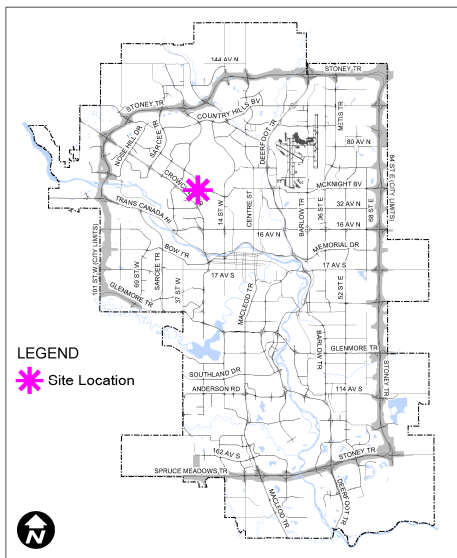 144 AV N
STONEY TR
STONEY TR
COUNTRY HILLS BV
METIS TR
NOSE HILL DR
SARCEE TR
DEERFOOT TR
80 AV N
CROWC
MCKNIGHT BV
84 ST E (CITY LIMITS)
TRANS CANADA HI
14 ST W
CENTRE ST
BARLOW TR
36 ST E
32 AV N
68 ST E
16 AV N
16 AV N
101 ST W (CITY LIMITS)
BOW TR
MEMORIAL DR
69 ST W
SARCEE TR
37 ST W
17 AV S
17 AV S
GLENMORE TR
MACLEOD TR
52 ST E
BARLOW TR
GLENMORE TR
LEGEND
Site Location
SOUTHLAND DR
ANDERSON RD
114 AV S
STONEY TR
162 AV S
STONEY TR
SPRUCE MEADOWS TR
MACLEOD TR
DEERFOOT TR
N